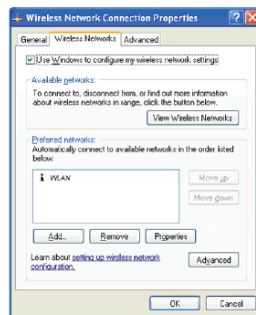 Wireless Network Connection Properties
General Wireless Networks Advanced
Use Windows to configure my wireless network settings
Available networks:
To connect to, disconnect from, or find out more information
about wireless networks in range, click the button below.
View Wireless Networks
Preferred networks:
Automatically connect to available networks in the order listed
below:
WLAN
Move up
Move down
Add... Remove Properties
Learn about setting up wireless network
configuration.
Advanced
OK Cancel